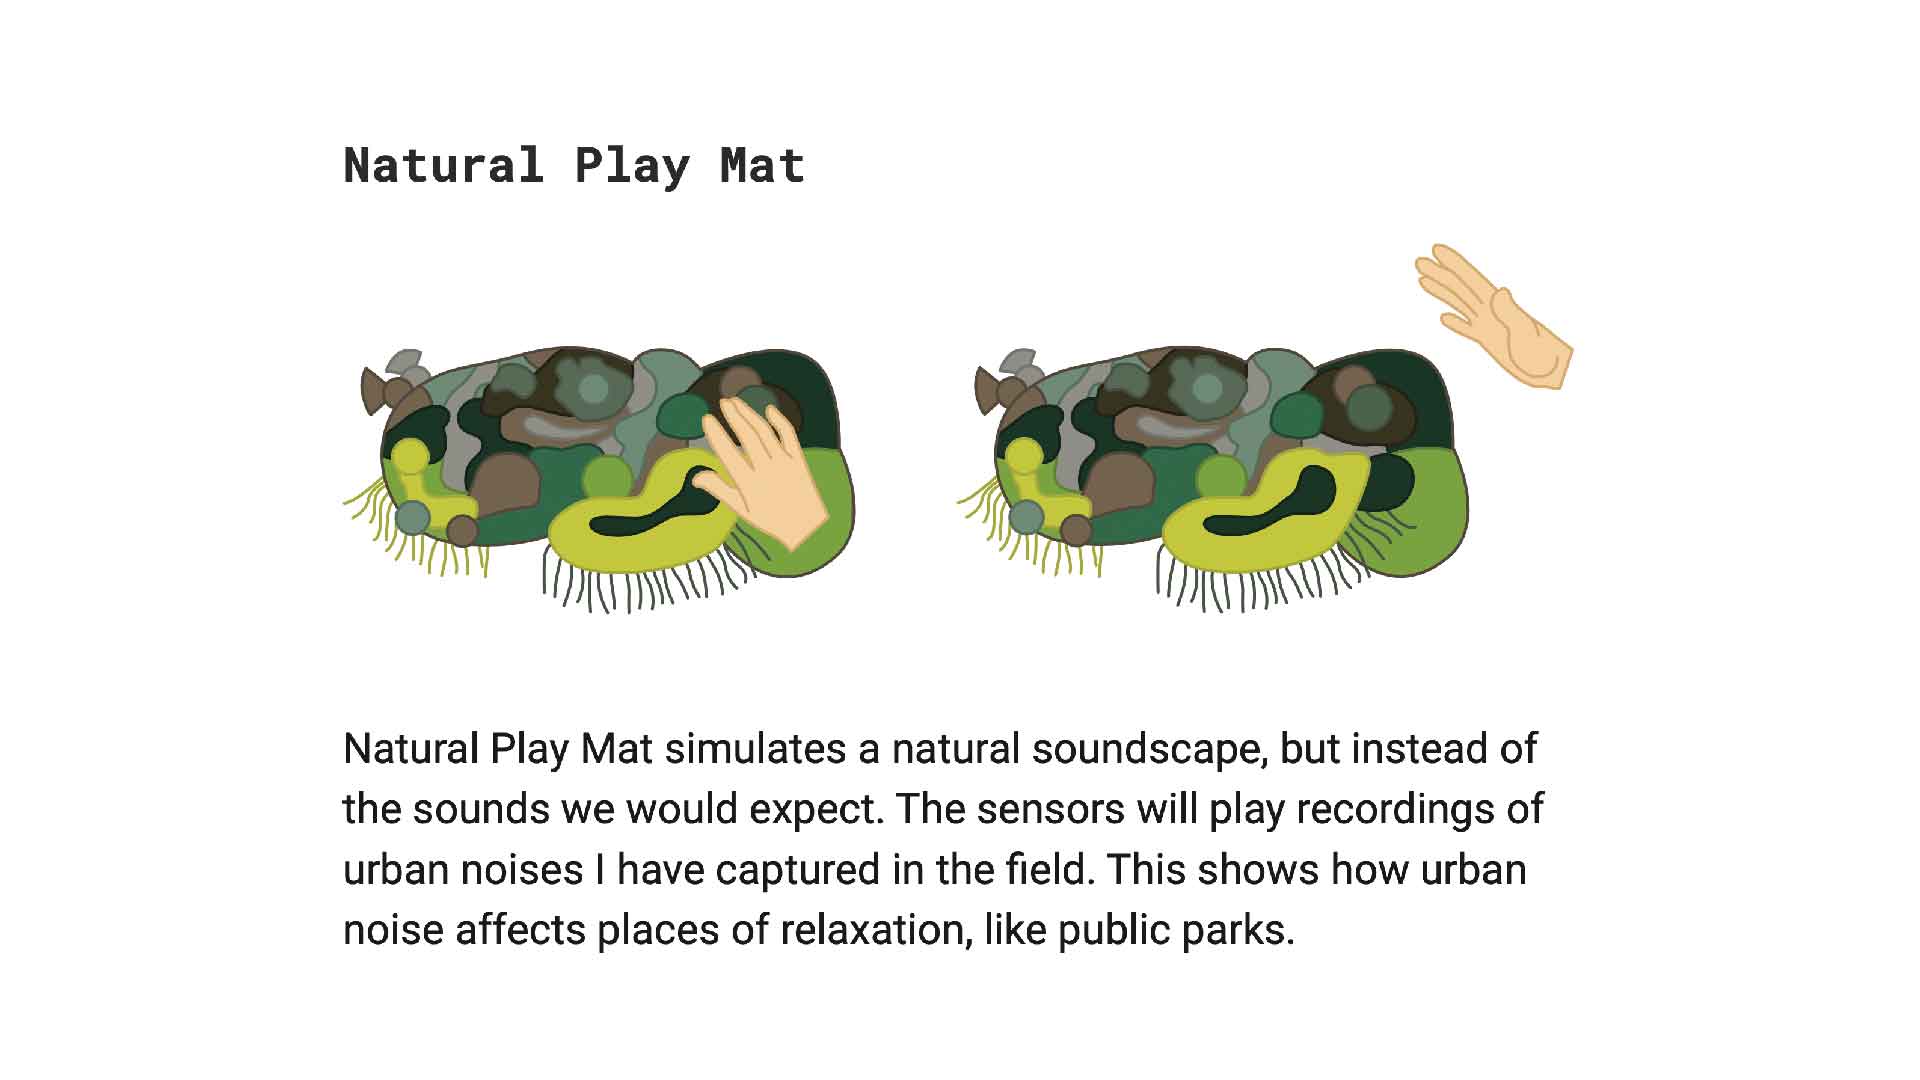 Natural Play Mat
Natural Play Mat simulates a natural soundscape, but instead of
the sounds we would expect. The sensors will play recordings of
urban noises I have captured in the field. This shows how urban
noise affects places of relaxation, like public parks.